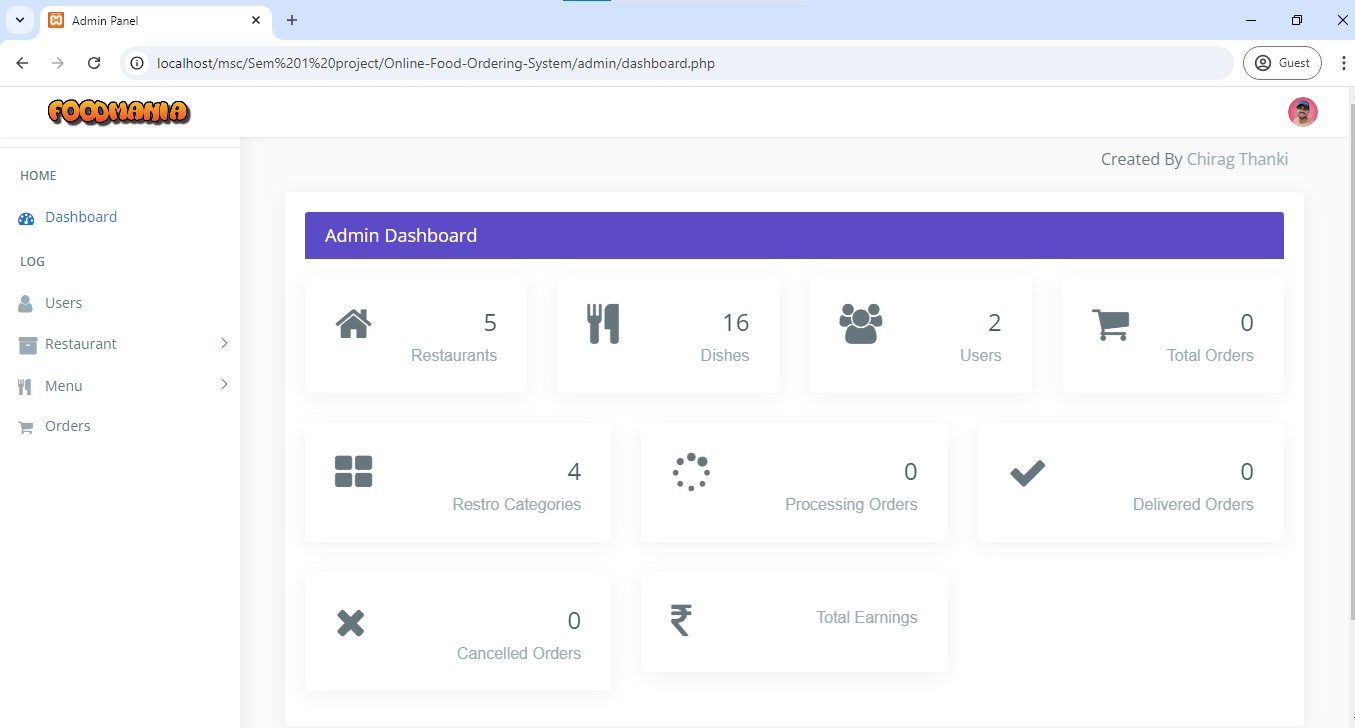 Admin Panel
localhost/msc/Sem%201%20project/Online-Food-Ordering-System/admin/dashboard.php
Guest
FOODMANIA
Created By Chirag Thanki
HOME
Dashboard
LOG
Users
Restaurant
Menu
Orders
Admin Dashboard
5
Restaurants
16
Dishes
2
Users
0
Total Orders
4
Restro Categories
0
Processing Orders
0
Delivered Orders
0
Cancelled Orders
₹
Total Earnings